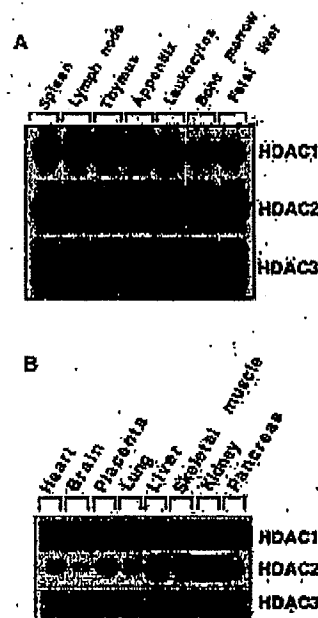 A
Spleen
Lymph node
Thymus
Appendix
Leukocytes
Bone marrow
Fetal liver
HDAC1
HDAC2
HDAC3
B
Heart
Brain
Placenta
Lung
Liver
Skeletal muscle
Kidney
Pancreas
HDAC1
HDAC2
HDAC3